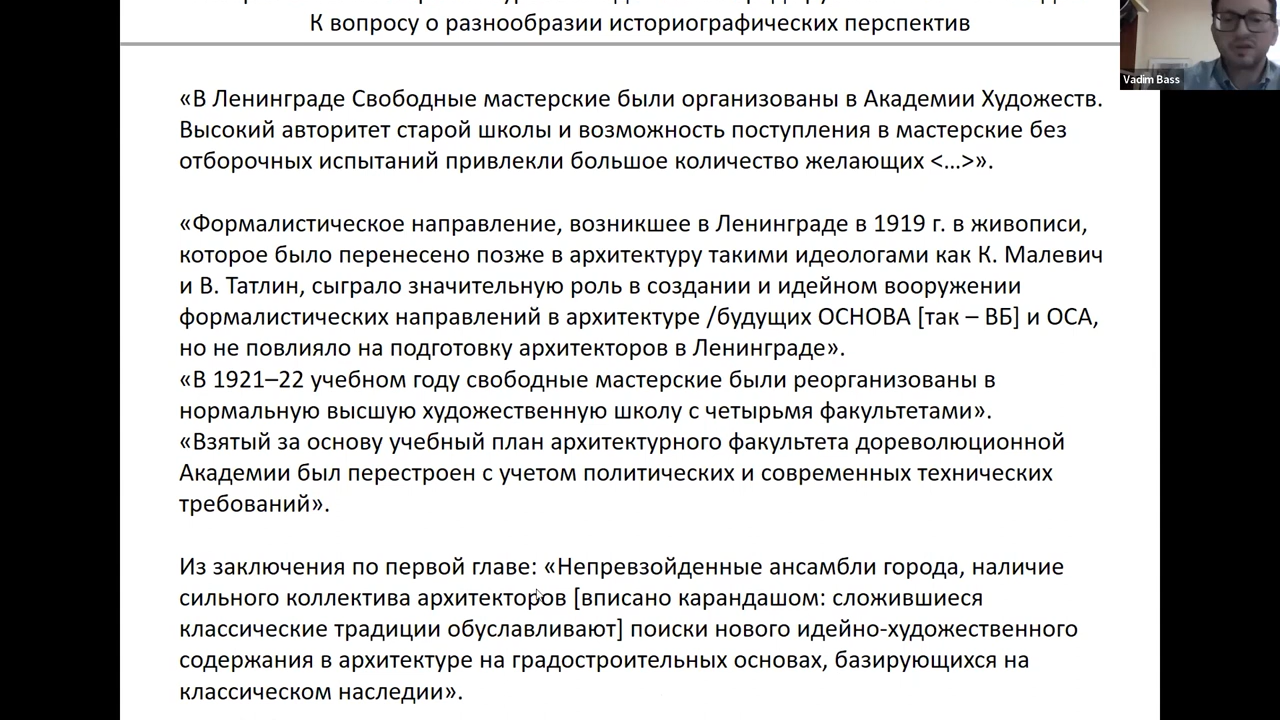 К вопросу о разнообразии историографических перспектив
Vadim Bass
«В Ленинграде Свободные мастерские были организованы в Академии Художеств.
Высокий авторитет старой школы и возможность поступления в мастерские без
отборочных испытаний привлекли большое количество желающих <…>».
«Формалистическое направление, возникшее в Ленинграде в 1919 г. в живописи,
которое было перенесено позже в архитектуру такими идеологами как К. Малевич
и В. Татлин, сыграло значительную роль в создании и идейном вооружении
формалистических направлений в архитектуре /будущих ОСНОВА [так – ВБ] и ОСА,
но не повлияло на подготовку архитекторов в Ленинграде».
«В 1921–22 учебном году свободные мастерские были реорганизованы в
нормальную высшую художественную школу с четырьмя факультетами».
«Взятый за основу учебный план архитектурного факультета дореволюционной
Академии был перестроен с учетом политических и современных технических
требований».
Из заключения по первой главе: «Непревзойденные ансамбли города, наличие
сильного коллектива архитекторов [вписано карандашом: сложившиеся
классические традиции обуславливают] поиски нового идейно-художественного
содержания в архитектуре на градостроительных основах, базирующихся на
классическом наследии».